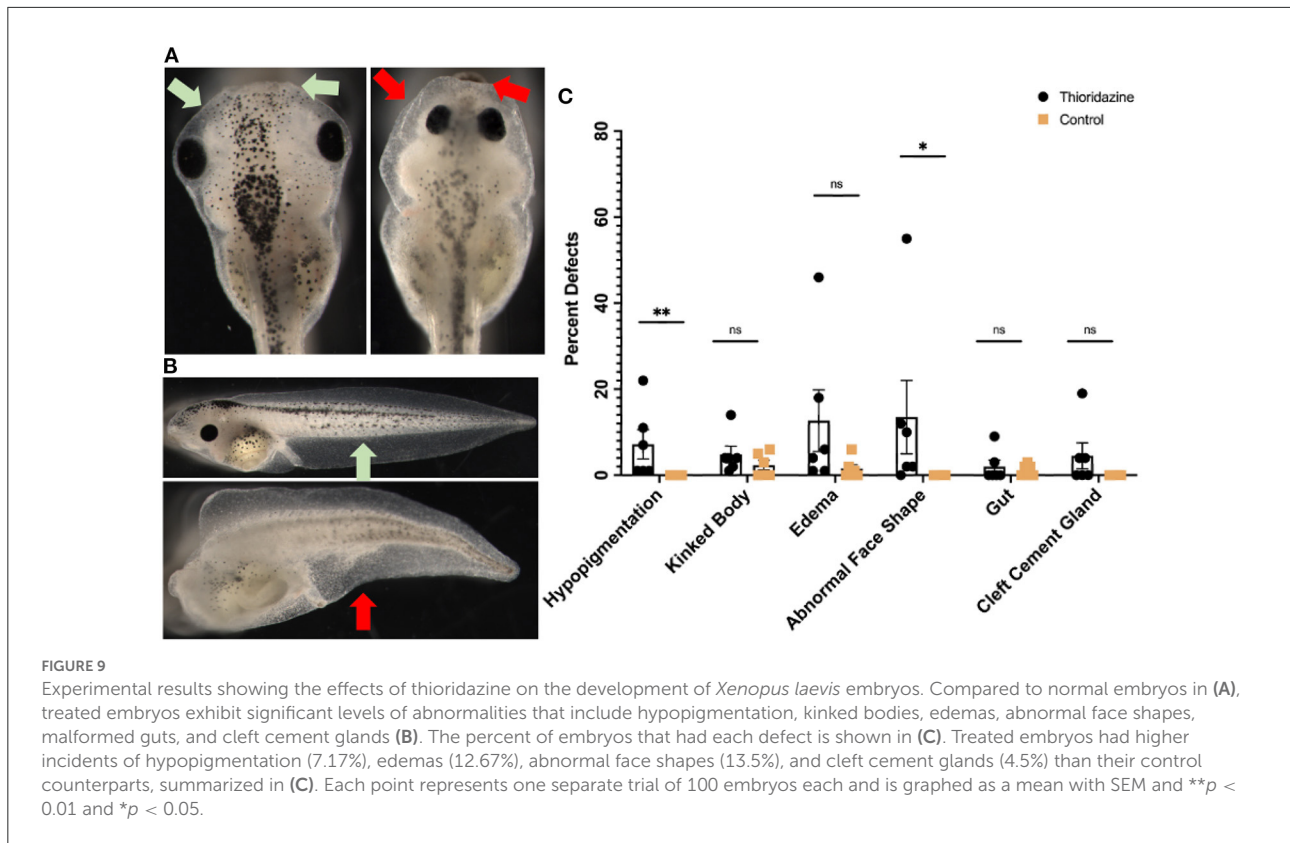 A
B
C
Thioridazine
Control
Percent Defects
80
60
40
20
0
**
ns
ns
*
ns
ns
Hypopigmentation
Kinked Body
Edema
Abnormal Face Shape
Gut
Cleft Cement Gland
FIGURE 9
Experimental results showing the effects of thioridazine on the development of Xenopus laevis embryos. Compared to normal embryos in (A),
treated embryos exhibit significant levels of abnormalities that include hypopigmentation, kinked bodies, edemas, abnormal face shapes,
malformed guts, and cleft cement glands (B). The percent of embryos that had each defect is shown in (C). Treated embryos had higher
incidents of hypopigmentation (7.17%), edemas (12.67%), abnormal face shapes (13.5%), and cleft cement glands (4.5%) than their control
counterparts, summarized in (C). Each point represents one separate trial of 100 embryos each and is graphed as a mean with SEM and **p <
0.01 and *p < 0.05.